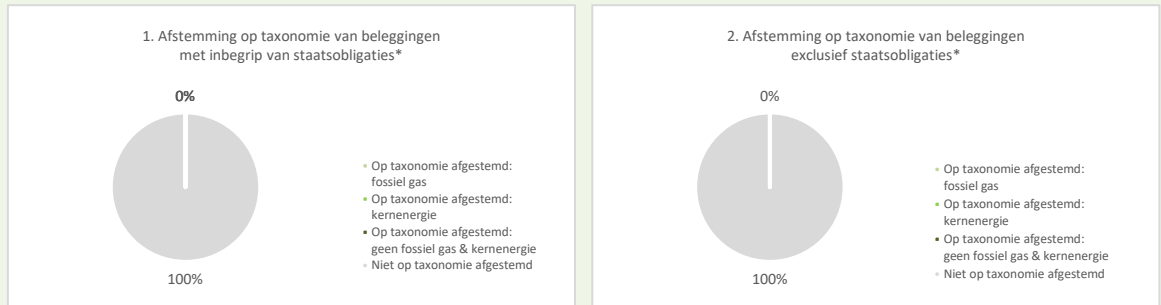 1. Afstemming op taxonomie van beleggingen
met inbegrip van staatsobligaties*
0%
100%
Op taxonomie afgestemd:
fossiel gas
Op taxonomie afgestemd:
kernenergie
Op taxonomie afgestemd:
geen fossiel gas & kernenergie
Niet op taxonomie afgestemd
2. Afstemming op taxonomie van beleggingen
exclusief staatsobligaties*
0%
100%
Op taxonomie afgestemd:
fossiel gas
Op taxonomie afgestemd:
kernenergie
Op taxonomie afgestemd:
geen fossiel gas & kernenergie
Niet op taxonomie afgestemd